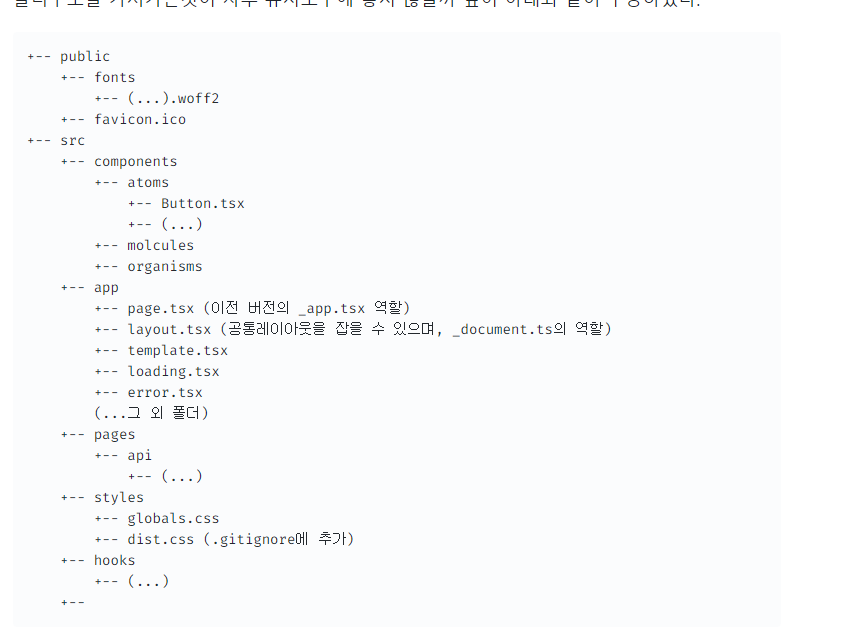 +-- public
+-- fonts
+-- (...).woff2
+-- favicon.ico
+-- src
+-- components
+-- atoms
+-- Button.tsx
+-- (...)
+-- molcules
+-- organisms
+-- app
+-- page.tsx (이전 버전의 _app.tsx 역할)
+-- layout.tsx (공통레이아웃을 잡을 수 있으며, _document.ts의 역할)
+-- template.tsx
+-- loading.tsx
+-- error.tsx
(...그 외 폴더)
+-- pages
+-- api
+-- (...)
+-- styles
+-- globals.css
+-- dist.css (.gitignore에 추가)
+-- hooks
+-- (...)
+--